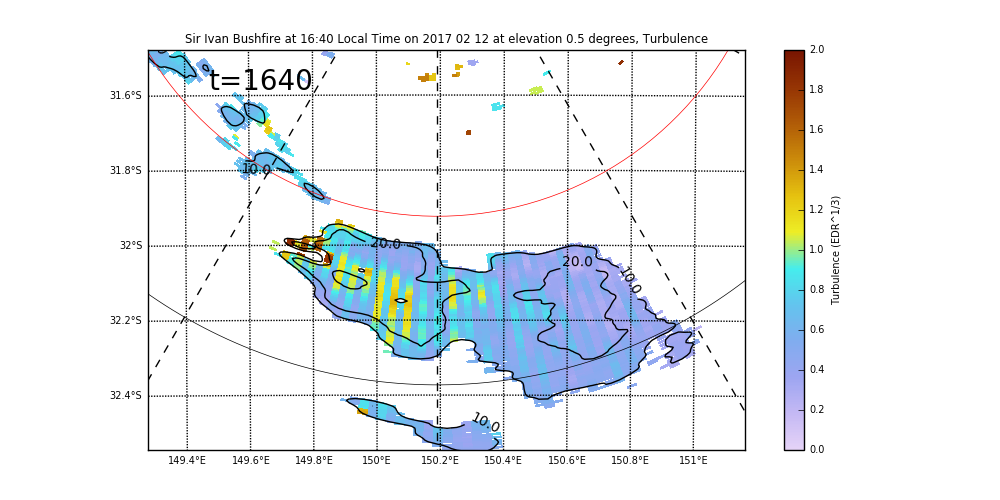 Sir Ivan Bushfire at 16:40 Local Time on 2017 02 12 at elevation 0.5 degrees, Turbulence
t=1640
31.6°S
31.8°S
32°S
32.2°S
32.4°S
10.0
20.0
20.0
10.0
10.0
149.4°E 149.6°E 149.8°E 150°E 150.2°E 150.4°E 150.6°E 150.8°E 151°E
2.0
1.8
1.6
1.4
1.2
1.0
0.8
0.6
0.4
0.2
0.0
Turbulence (EDR^1/3)